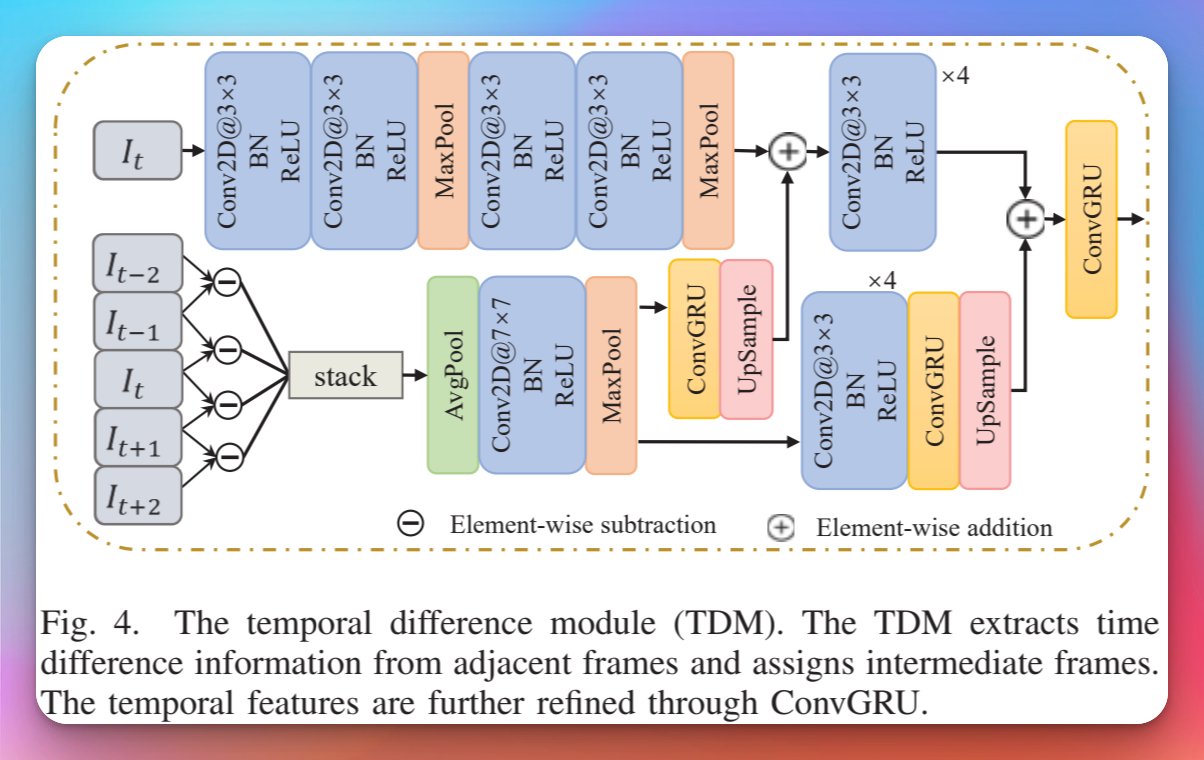 I_t
Conv2D@3×3
BN
ReLU
Conv2D@3×3
BN
ReLU
MaxPool
Conv2D@3×3
BN
ReLU
Conv2D@3×3
BN
ReLU
MaxPool
Conv2D@3×3
BN
ReLU
×4
I_{t-2}
I_{t-1}
I_t
I_{t+1}
I_{t+2}
stack
AvgPool
Conv2D@7×7
BN
ReLU
MaxPool
ConvGRU
UpSample
Conv2D@3×3
BN
ReLU
×4
ConvGRU
UpSample
ConvGRU
Element-wise subtraction
Element-wise addition
Fig. 4. The temporal difference module (TDM). The TDM extracts time
difference information from adjacent frames and assigns intermediate frames.
The temporal features are further refined through ConvGRU.